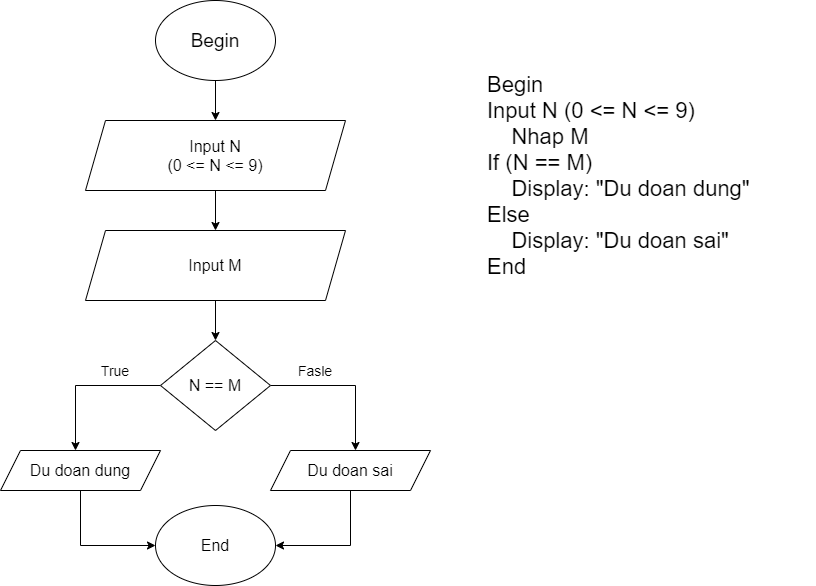 Begin
Input N
(0 <= N <= 9)
Input M
N == M
True
Fasle
Du doan dung
Du doan sai
End
Begin
Input N (0 <= N <= 9)
Nhap M
If (N == M)
Display: "Du doan dung"
Else
Display: "Du doan sai"
End